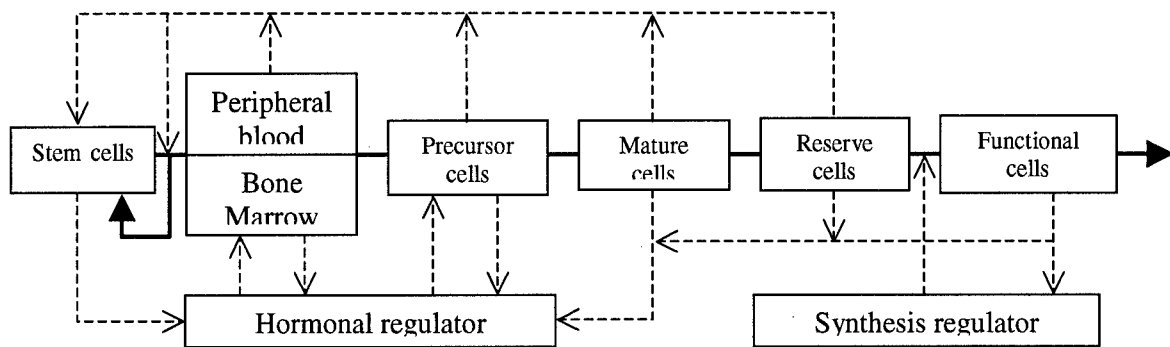 Stem cells
Peripheral
blood
Bone
Marrow
Precursor
cells
Mature
cells
Reserve
cells
Functional
cells
Hormonal regulator
Synthesis regulator